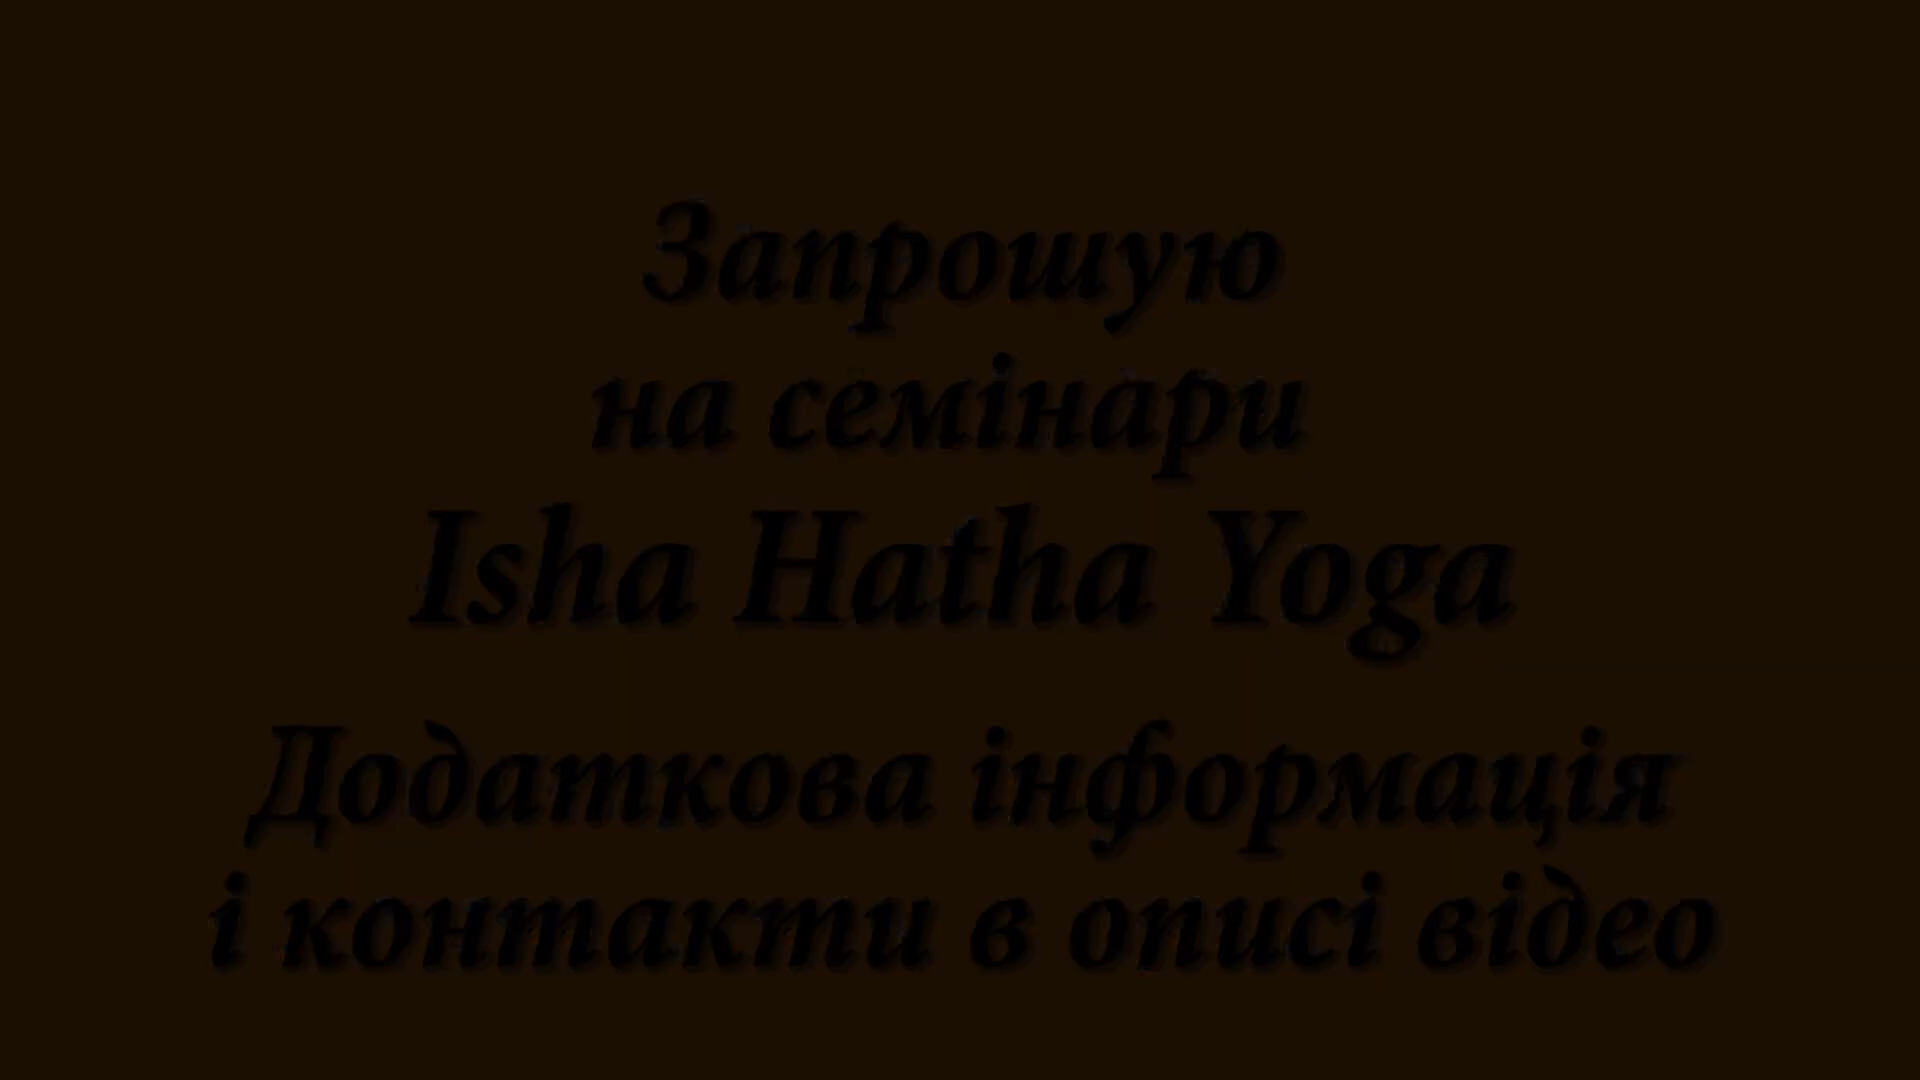 Запрошую
на семінари
Isha Hatha Yoga
Додаткова інформація
і контакти в описі відео